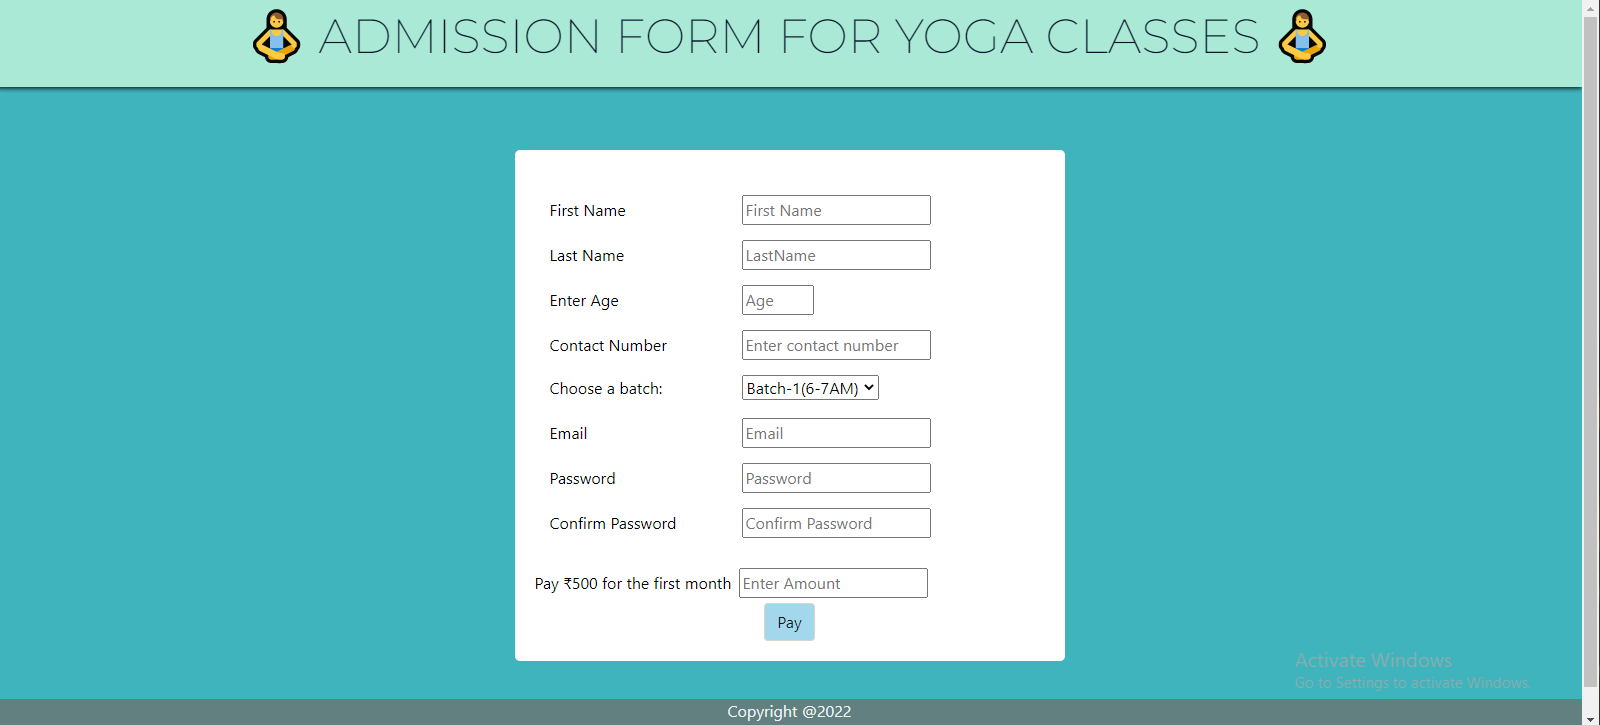 ADMISSION FORM FOR YOGA CLASSES
First Name First Name
Last Name LastName
Enter Age Age
Contact Number Enter contact number
Choose a batch: Batch-1(6-7AM)
Email Email
Password Password
Confirm Password Confirm Password
Pay ₹500 for the first month Enter Amount
Pay
Activate Windows
Go to Settings to activate Windows.
Copyright @2022